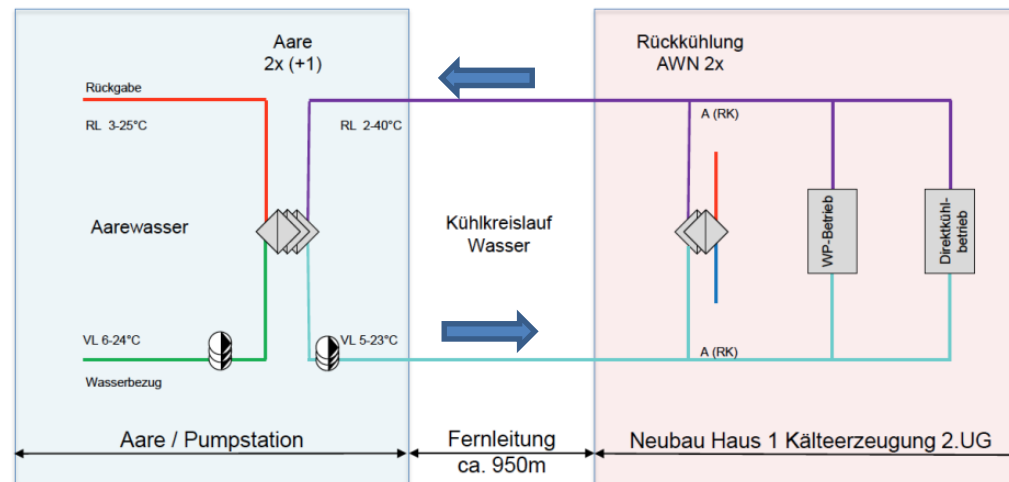 Aare
2x (+1)
Rückkühlung
AWN 2x
Rückgabe
RL 3-25°C
RL 2-40°C
A (RK)
Aarewasser
Kühlkreislauf
Wasser
WP-Betrieb
Direktkühl-
betrieb
VL 6-24°C
VL 5-23°C
A (RK)
Wasserbezug
Aare / Pumpstation
Fernleitung
ca. 950m
Neubau Haus 1 Kälteerzeugung 2.UG